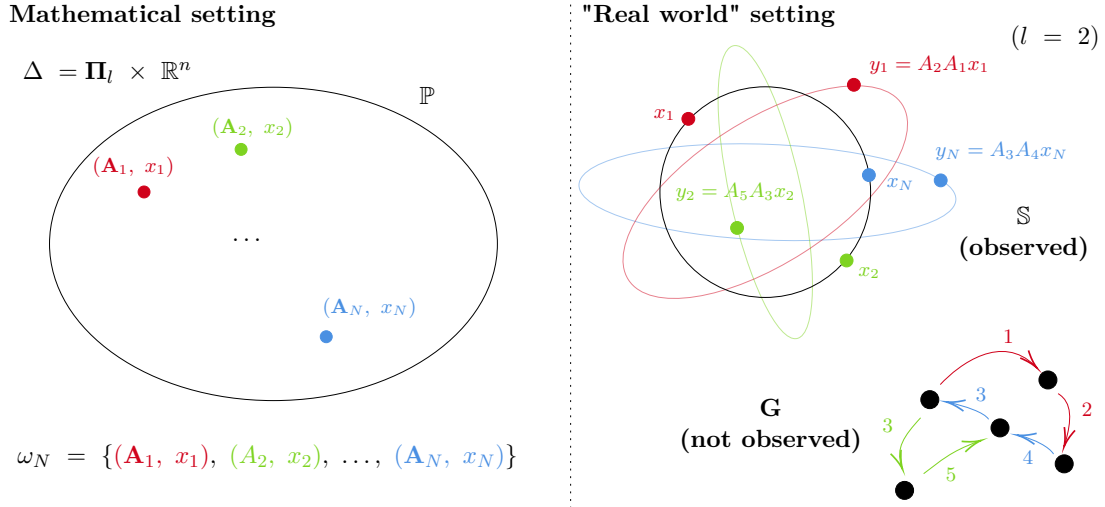 Mathematical setting
Δ = Π_l × ℝ^n
ℙ
(A_2, x_2)
(A_1, x_1)
...
(A_N, x_N)
ω_N = {(A_1, x_1), (A_2, x_2), ..., (A_N, x_N)}
"Real world" setting
(l = 2)
y_1 = A_2A_1x_1
x_1
y_N = A_3A_4x_N
x_N
y_2 = A_5A_3x_2
x_2
𝕊
(observed)
G
(not observed)
1
2
3
3
4
5